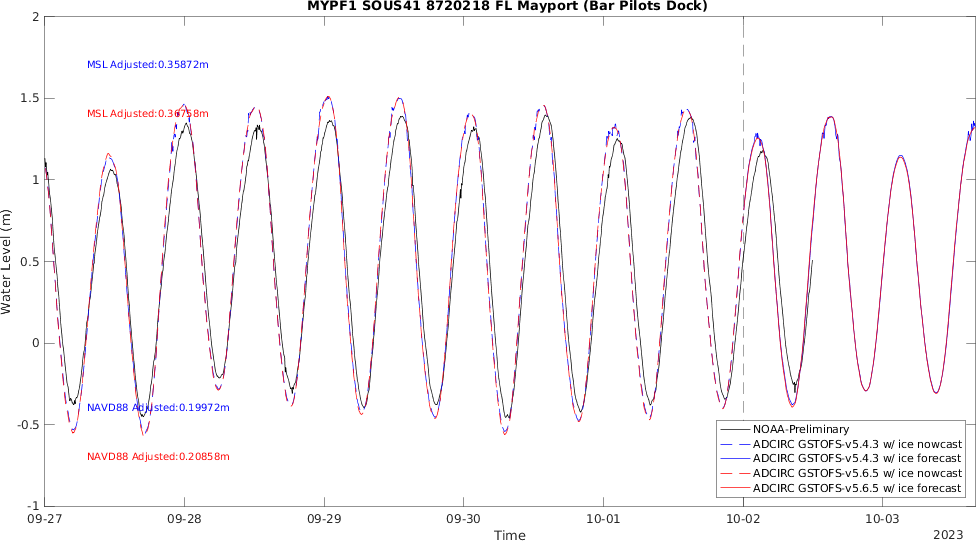 MYPF1 SOUS41 8720218 FL Mayport (Bar Pilots Dock)
2
1.5
1
0.5
0
-0.5
-1
Water Level (m)
MSL Adjusted:0.35872m
MSL Adjusted:0.36758m
NAVD88 Adjusted:0.19972m
NAVD88 Adjusted:0.20858m
NOAA-Preliminary
ADCIRC GSTOFS-v5.4.3 w/ ice nowcast
ADCIRC GSTOFS-v5.4.3 w/ ice forecast
ADCIRC GSTOFS-v5.6.5 w/ ice nowcast
ADCIRC GSTOFS-v5.6.5 w/ ice forecast
09-27 09-28 09-29 09-30 10-01 10-02 10-03
Time
2023